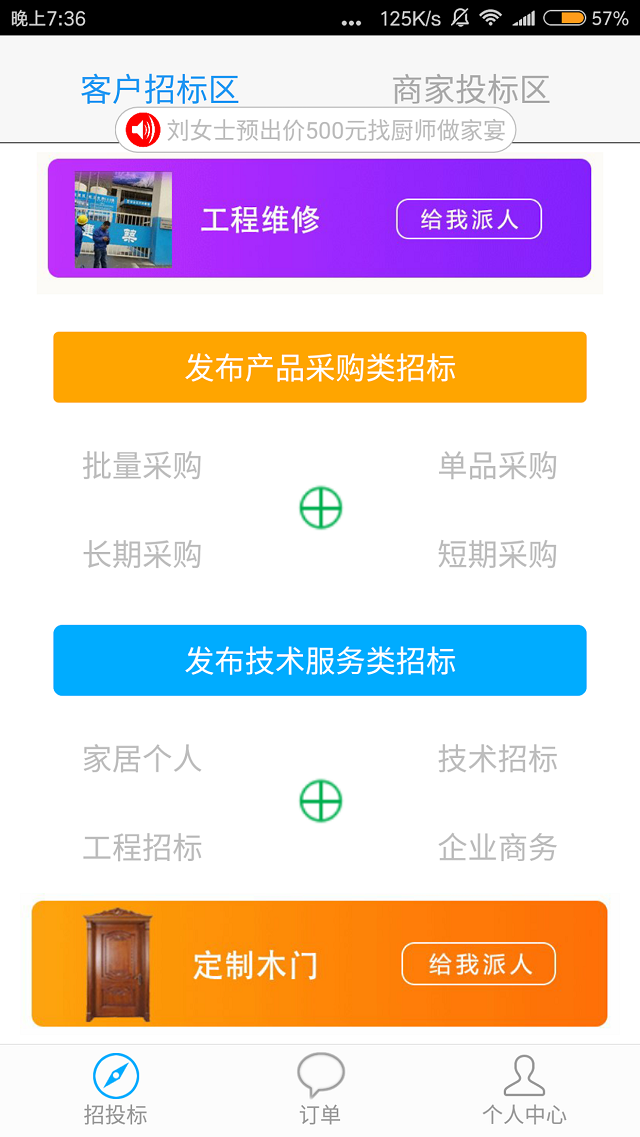 晚上7:36 ... 125K/s 57%
客户招标区 商家投标区
刘女士预出价500元找厨师做家宴
工程维修 给我派人
发布产品采购类招标
批量采购 单品采购
长期采购 短期采购
发布技术服务类招标
家居个人 技术招标
工程招标 企业商务
定制木门 给我派人
招投标 订单 个人中心